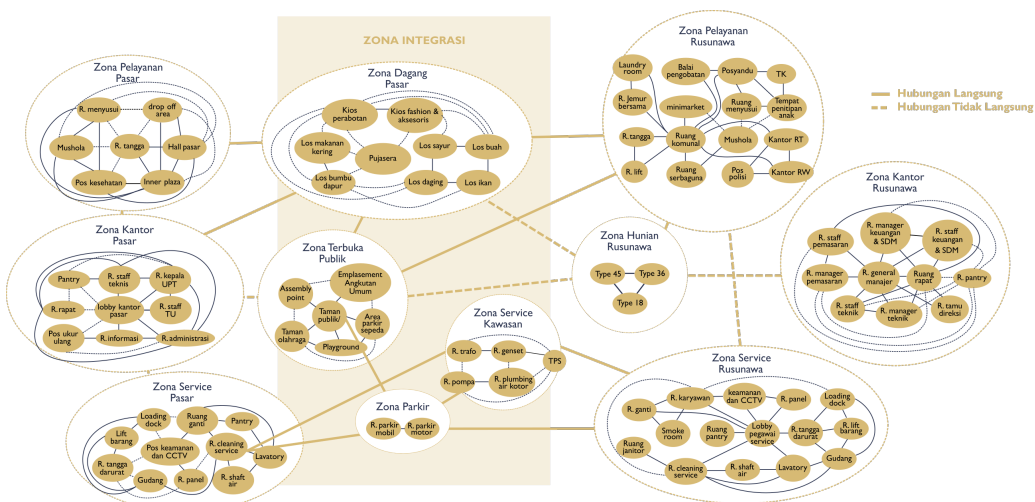 ZONA INTEGRASI
Zona Pelayanan
Pasar
R. menyusui
drop off
area
Mushola
R. tangga
Hall pasar
Pos kesehatan
Inner plaza
Zona Dagang
Pasar
Kios
perabotan
Kios fashion &
aksesoris
Los makanan
kering
Los sayur
Los buah
Pujasera
Los bumbu
dapur
Los daging
Los ikan
Zona Pelayanan
Rusunawa
Laundry
room
Balai
pengobatan
Posyandu
TK
R. Jemur
bersama
minimarket
Ruang
menyusui
Tempat
penitipan
anak
R. tangga
Ruang
komunal
Mushola
Kantor RT
R. lift
Ruang
serbaguna
Pos
polisi
Kantor RW
Hubungan Langsung
Hubungan Tidak Langsung
Zona Kantor
Pasar
Pantry
R. staff
teknis
R. kepala
UPT
R. rapat
lobby kantor
pasar
R. staff
TU
Pos ukur
ulang
R. informasi
R. administrasi
Zona Terbuka
Publik
Assembly
point
Emplasement
Angkutan
Umum
Taman
publik/
Area
parkir
sepeda
Taman
olahraga
Playground
Zona Hunian
Rusunawa
Type 45
Type 36
Type 18
Zona Kantor
Rusunawa
R. staff
pemasaran
R. manager
keuangan
& SDM
R. staff
keuangan
& SDM
R. manager
pemasaran
R. general
manajer
Ruang
rapat
R. pantry
R. staff
teknik
R. manager
teknik
R. tamu
direksi
Zona Service
Kawasan
R. trafo
R. genset
TPS
R. pompa
R. plumbing
air kotor
Zona Service
Pasar
Loading
dock
Ruang
ganti
Pantry
Lift
barang
Pos keamanan
dan CCTV
R. cleaning
service
Lavatory
R. tangga
darurat
Gudang
R. panel
R. shaft
air
Zona Parkir
R. parkir
mobil
R. parkir
motor
Zona Service
Rusunawa
R. ganti
R. karyawan
keamanan
dan CCTV
R. panel
Loading
dock
Smoke
room
Ruang
pantry
Lobby
pegawai
service
R. tangga
darurat
R. lift
barang
Ruang
janitor
R. cleaning
service
R. shaft
air
Lavatory
Gudang